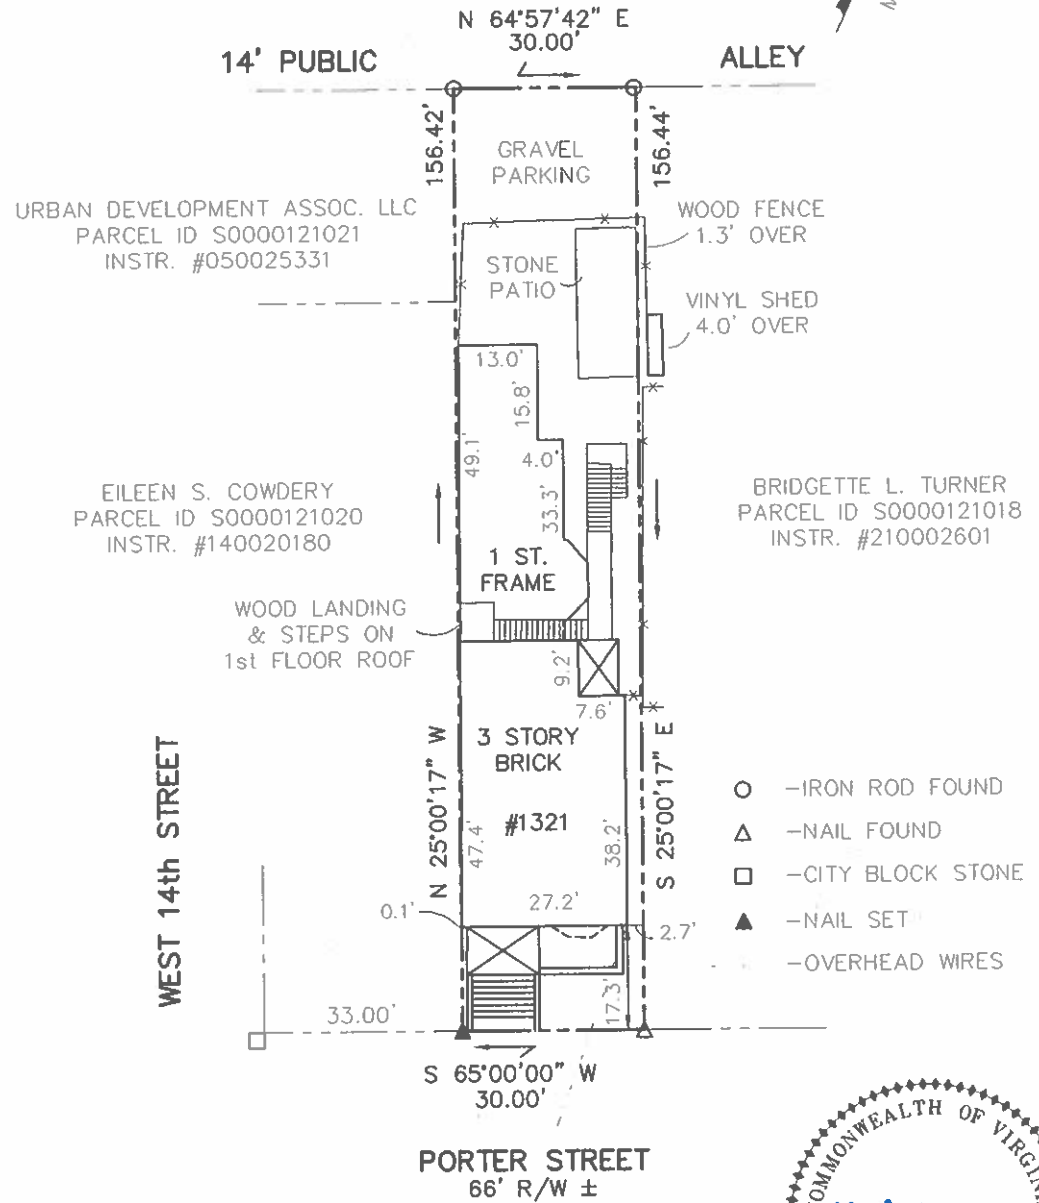 N 64°57'42" E
30.00'
14' PUBLIC
ALLEY
156.42'
156.44'
GRAVEL
PARKING
URBAN DEVELOPMENT ASSOC. LLC
PARCEL ID S0000121021
INSTR. #050025331
WOOD FENCE
1.3' OVER
STONE
PATIO
VINYL SHED
4.0' OVER
13.0'
15.8'
49.1'
4.0'
33.3'
EILEEN S. COWDERY
PARCEL ID S0000121020
INSTR. #140020180
BRIDGETTE L. TURNER
PARCEL ID S0000121018
INSTR. #210002601
1 ST.
FRAME
WOOD LANDING
& STEPS ON
1st FLOOR ROOF
9.2'
7.6'
3 STORY
BRICK
#1321
N 25°00'17" W
47.4'
38.2'
S 25°00'17" E
27.2'
0.1'
2.7'
17.3'
WEST 14th STREET
O -IRON ROD FOUND
△ -NAIL FOUND
□ -CITY BLOCK STONE
▲ -NAIL SET
-OVERHEAD WIRES
33.00'
S 65°00'00" W
30.00'
PORTER STREET
66' R/W ±
COMMONWEALTH OF VIRGIN